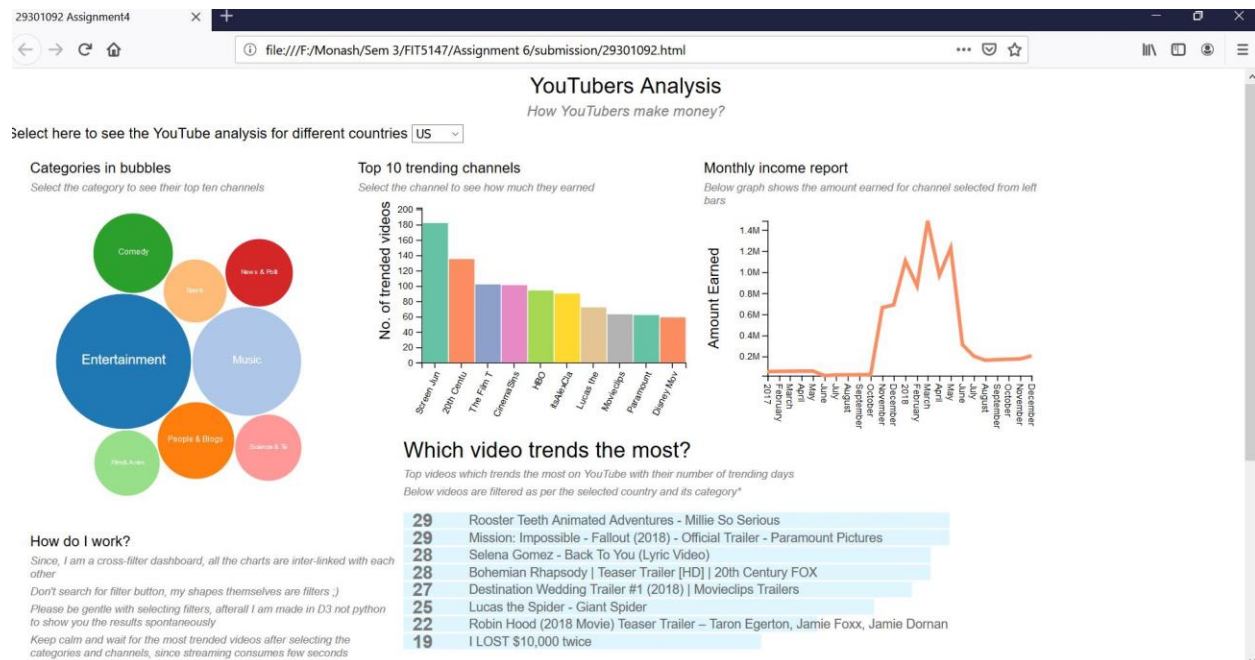 29301092 Assignment4
file:///F:/Monash/Sem 3/FIT5147/Assignment 6/submission/29301092.html
YouTubers Analysis
How YouTubers make money?
Select here to see the YouTube analysis for different countries US
Categories in bubbles
Select the category to see their top ten channels
Comedy
News & Polit
Entertainment
Music
People & Blogs
Science & Te
Top 10 trending channels
Select the channel to see how much they earned
No. of trended videos
200
180
160
140
120
100
80
60
40
20
0
Screen Jun
20th Centu
The Film T
CinemaSins
HBO
itsAlexCla
Lucas the
Movieclips
Paramount
Disney Mov
Monthly income report
Below graph shows the amount earned for channel selected from left
bars
Amount Earned
1.4M
1.2M
1.0M
0.8M
0.6M
0.4M
0.2M
2017
February
March
April
May
June
July
August
September
October
November
December
2018
February
March
April
May
June
July
August
September
October
November
December
Which video trends the most?
Top videos which trends the most on YouTube with their number of trending days
Below videos are filtered as per the selected country and its category*
29 Rooster Teeth Animated Adventures - Millie So Serious
29 Mission: Impossible - Fallout (2018) - Official Trailer - Paramount Pictures
28 Selena Gomez - Back To You (Lyric Video)
28 Bohemian Rhapsody | Teaser Trailer [HD] | 20th Century FOX
27 Destination Wedding Trailer #1 (2018) | Movieclips Trailers
25 Lucas the Spider - Giant Spider
22 Robin Hood (2018 Movie) Teaser Trailer – Taron Egerton, Jamie Foxx, Jamie Dornan
19 I LOST $10,000 twice
How do I work?
Since, I am a cross-filter dashboard, all the charts are inter-linked with each
other
Don't search for filter button, my shapes themselves are filters ;)
Please be gentle with selecting filters, afterall I am made in D3 not python
to show you the results spontaneously
Keep calm and wait for the most trended videos after selecting the
categories and channels, since streaming consumes few seconds